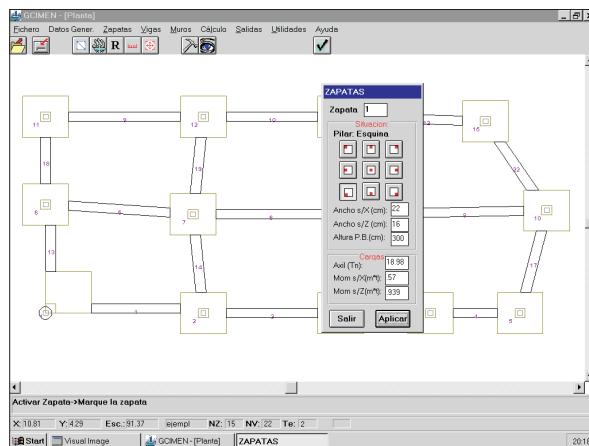 GCIMEN - [Planta]
Fichero Datos Gener. Zapatas Vigas Muros Cálculo Salidas Utilidades Ayuda
R
ZAPATAS
Zapata 1
Situacion:
Pilar: Esquina
Ancho s/X (cm): 22
Ancho s/Z (cm): 16
Altura P.B.(cm): 300
Cargas
Axil (Tn): 18.98
Mom s/X(m*t): .57
Mom s/Z(m*t): .939
Salir Aplicar
11 9 12 10 13 15
18 19 22
6 6 7 8 9 10
13 14 17
1 2 3 4 5
Activar Zapata->Marque la zapata
X: 10.81 Y: 4.29 Esc.: 91.37 ejempl NZ: 15 NV: 22 Te: 2
Start Visual Image GCIMEN - [Planta] ZAPATAS 20:18